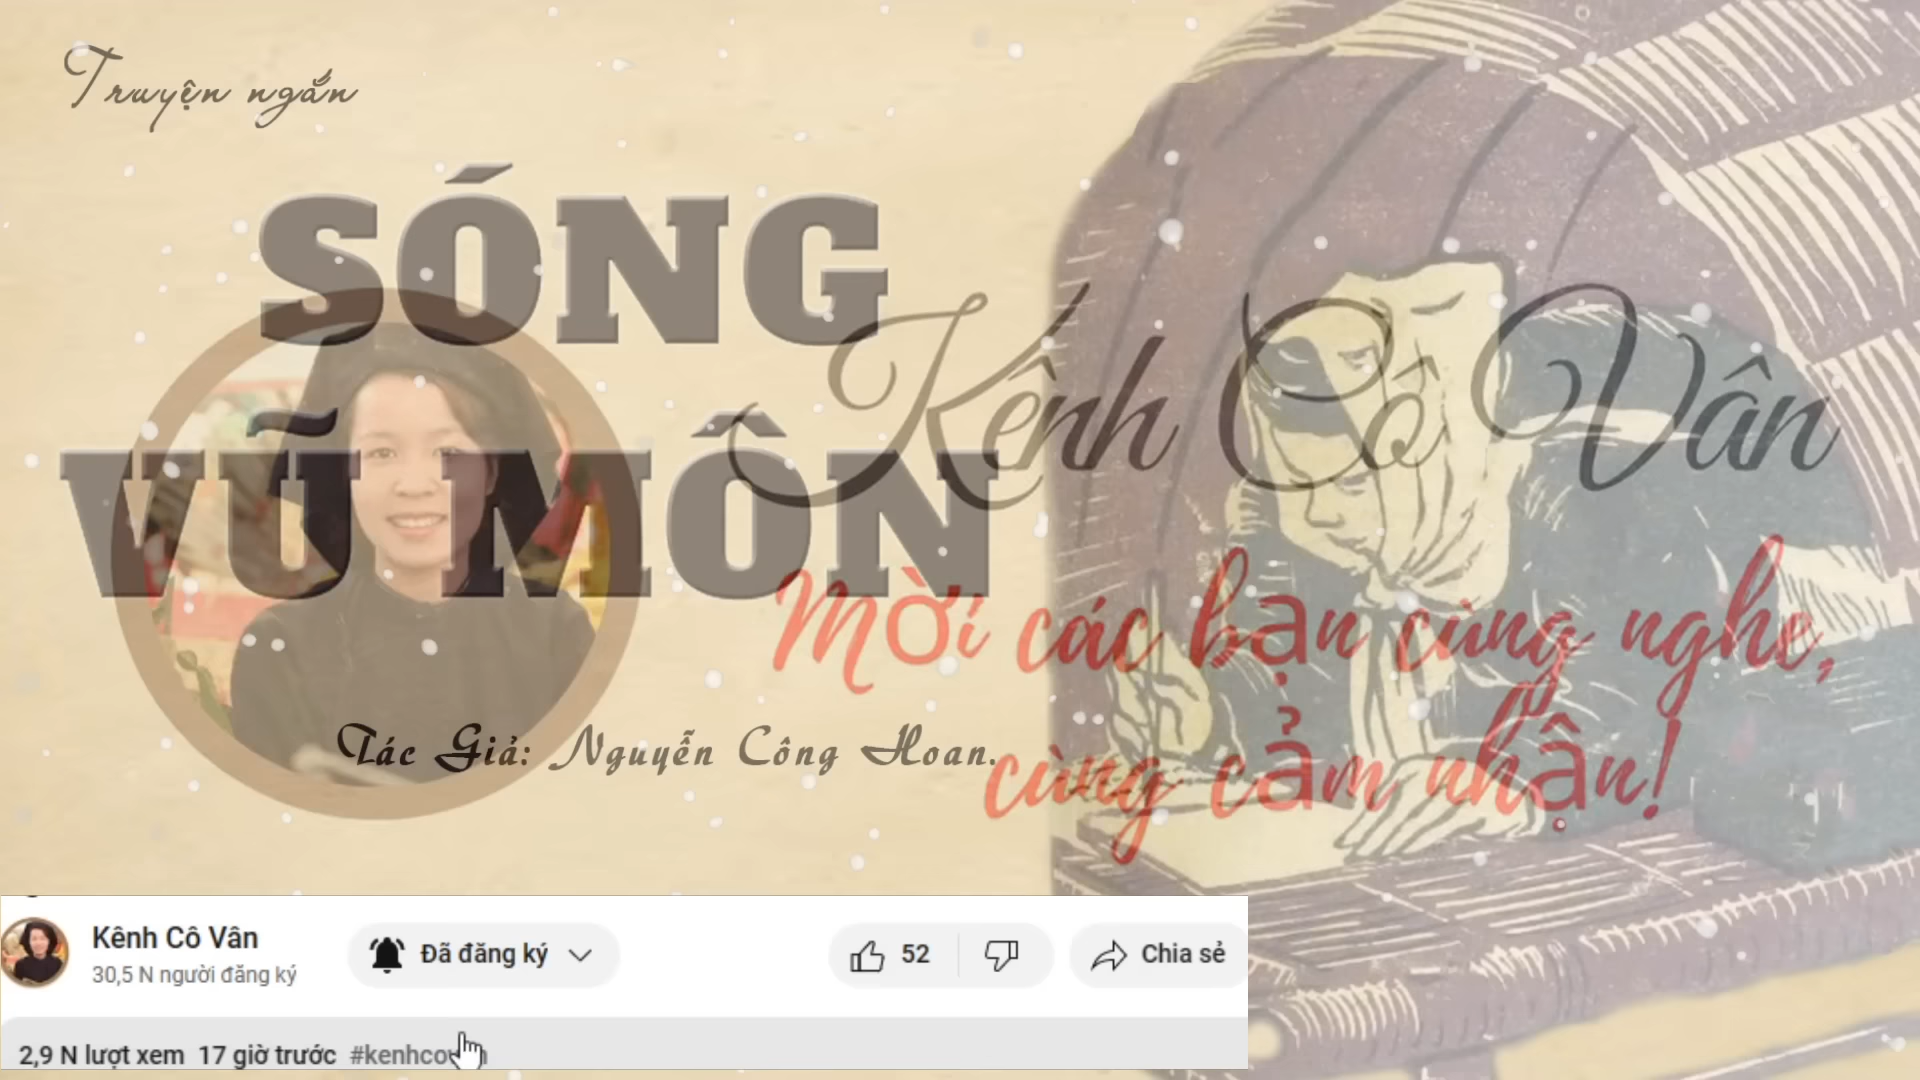 Truyện ngắn
SÓNG
VŨ MÔN
Kênh Cô Vân
Mời các bạn cùng nghe,
cùng cảm nhận!
Tác Giả: Nguyễn Công Hoan.
Kênh Cô Vân
30,5 N người đăng ký
Đã đăng ký
52
Chia sẻ
2,9 N lượt xem 17 giờ trước